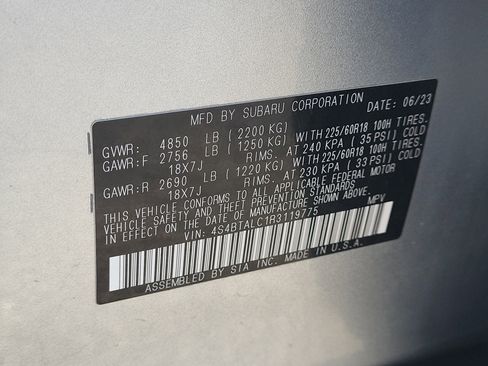 MFD BY SUBARU CORPORATION DATE: 06/23
GVWR: 4850 LB (2200 KG)
GAWR:F 2756 LB (1250 KG) WITH 225/60R18 100H TIRES.
18X7J RIMS. AT 240 KPA (35 PSI) COLD
GAWR:R 2690 LB (1220 KG) WITH 225/60R18 100H TIRES.
18X7J RIMS. AT 230 KPA (33 PSI) COLD
THIS VEHICLE CONFORMS TO ALL APPLICABLE FEDERAL MOTOR
VEHICLE SAFETY AND THEFT PREVENTION STANDARDS
IN EFFECT ON THE DATE OF MANUFACTURE SHOWN ABOVE.
VIN: 4S4BTALC1R3119775 MPV
ASSEMBLED BY SIA INC. MADE IN U.S.A.